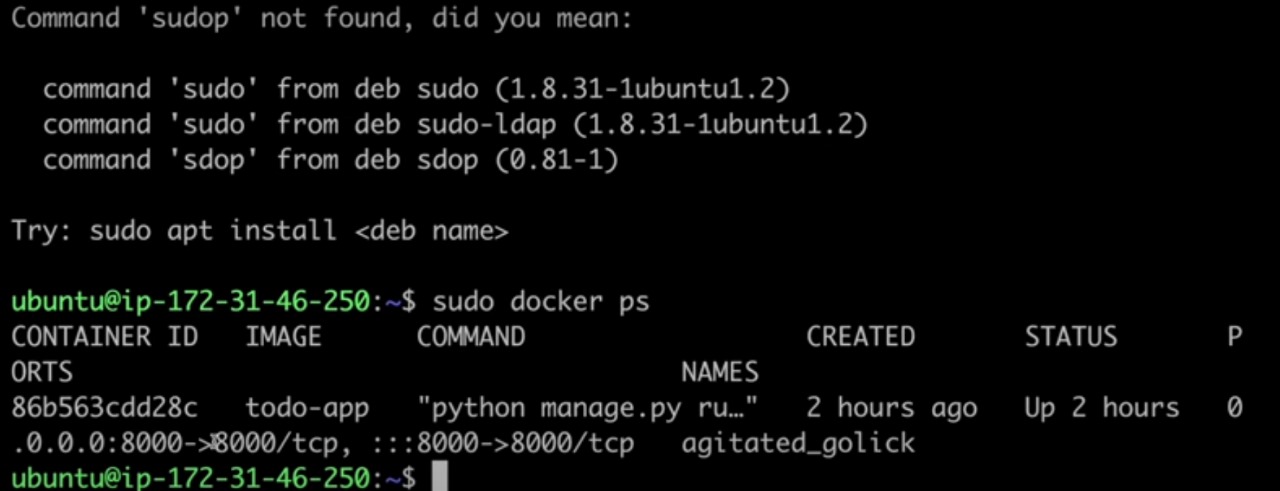 Command 'sudop' not found, did you mean:
command 'sudo' from deb sudo (1.8.31-1ubuntu1.2)
command 'sudo' from deb sudo-ldap (1.8.31-1ubuntu1.2)
command 'sdop' from deb sdop (0.81-1)
Try: sudo apt install <deb name>
ubuntu@ip-172-31-46-250:~$ sudo docker ps
CONTAINER ID   IMAGE      COMMAND                  CREATED       STATUS       P
ORTS                                       NAMES
86b563cdd28c   todo-app   "python manage.py ru…"   2 hours ago   Up 2 hours   0
.0.0.0:8000->8000/tcp, :::8000->8000/tcp   agitated_golick
ubuntu@ip-172-31-46-250:~$